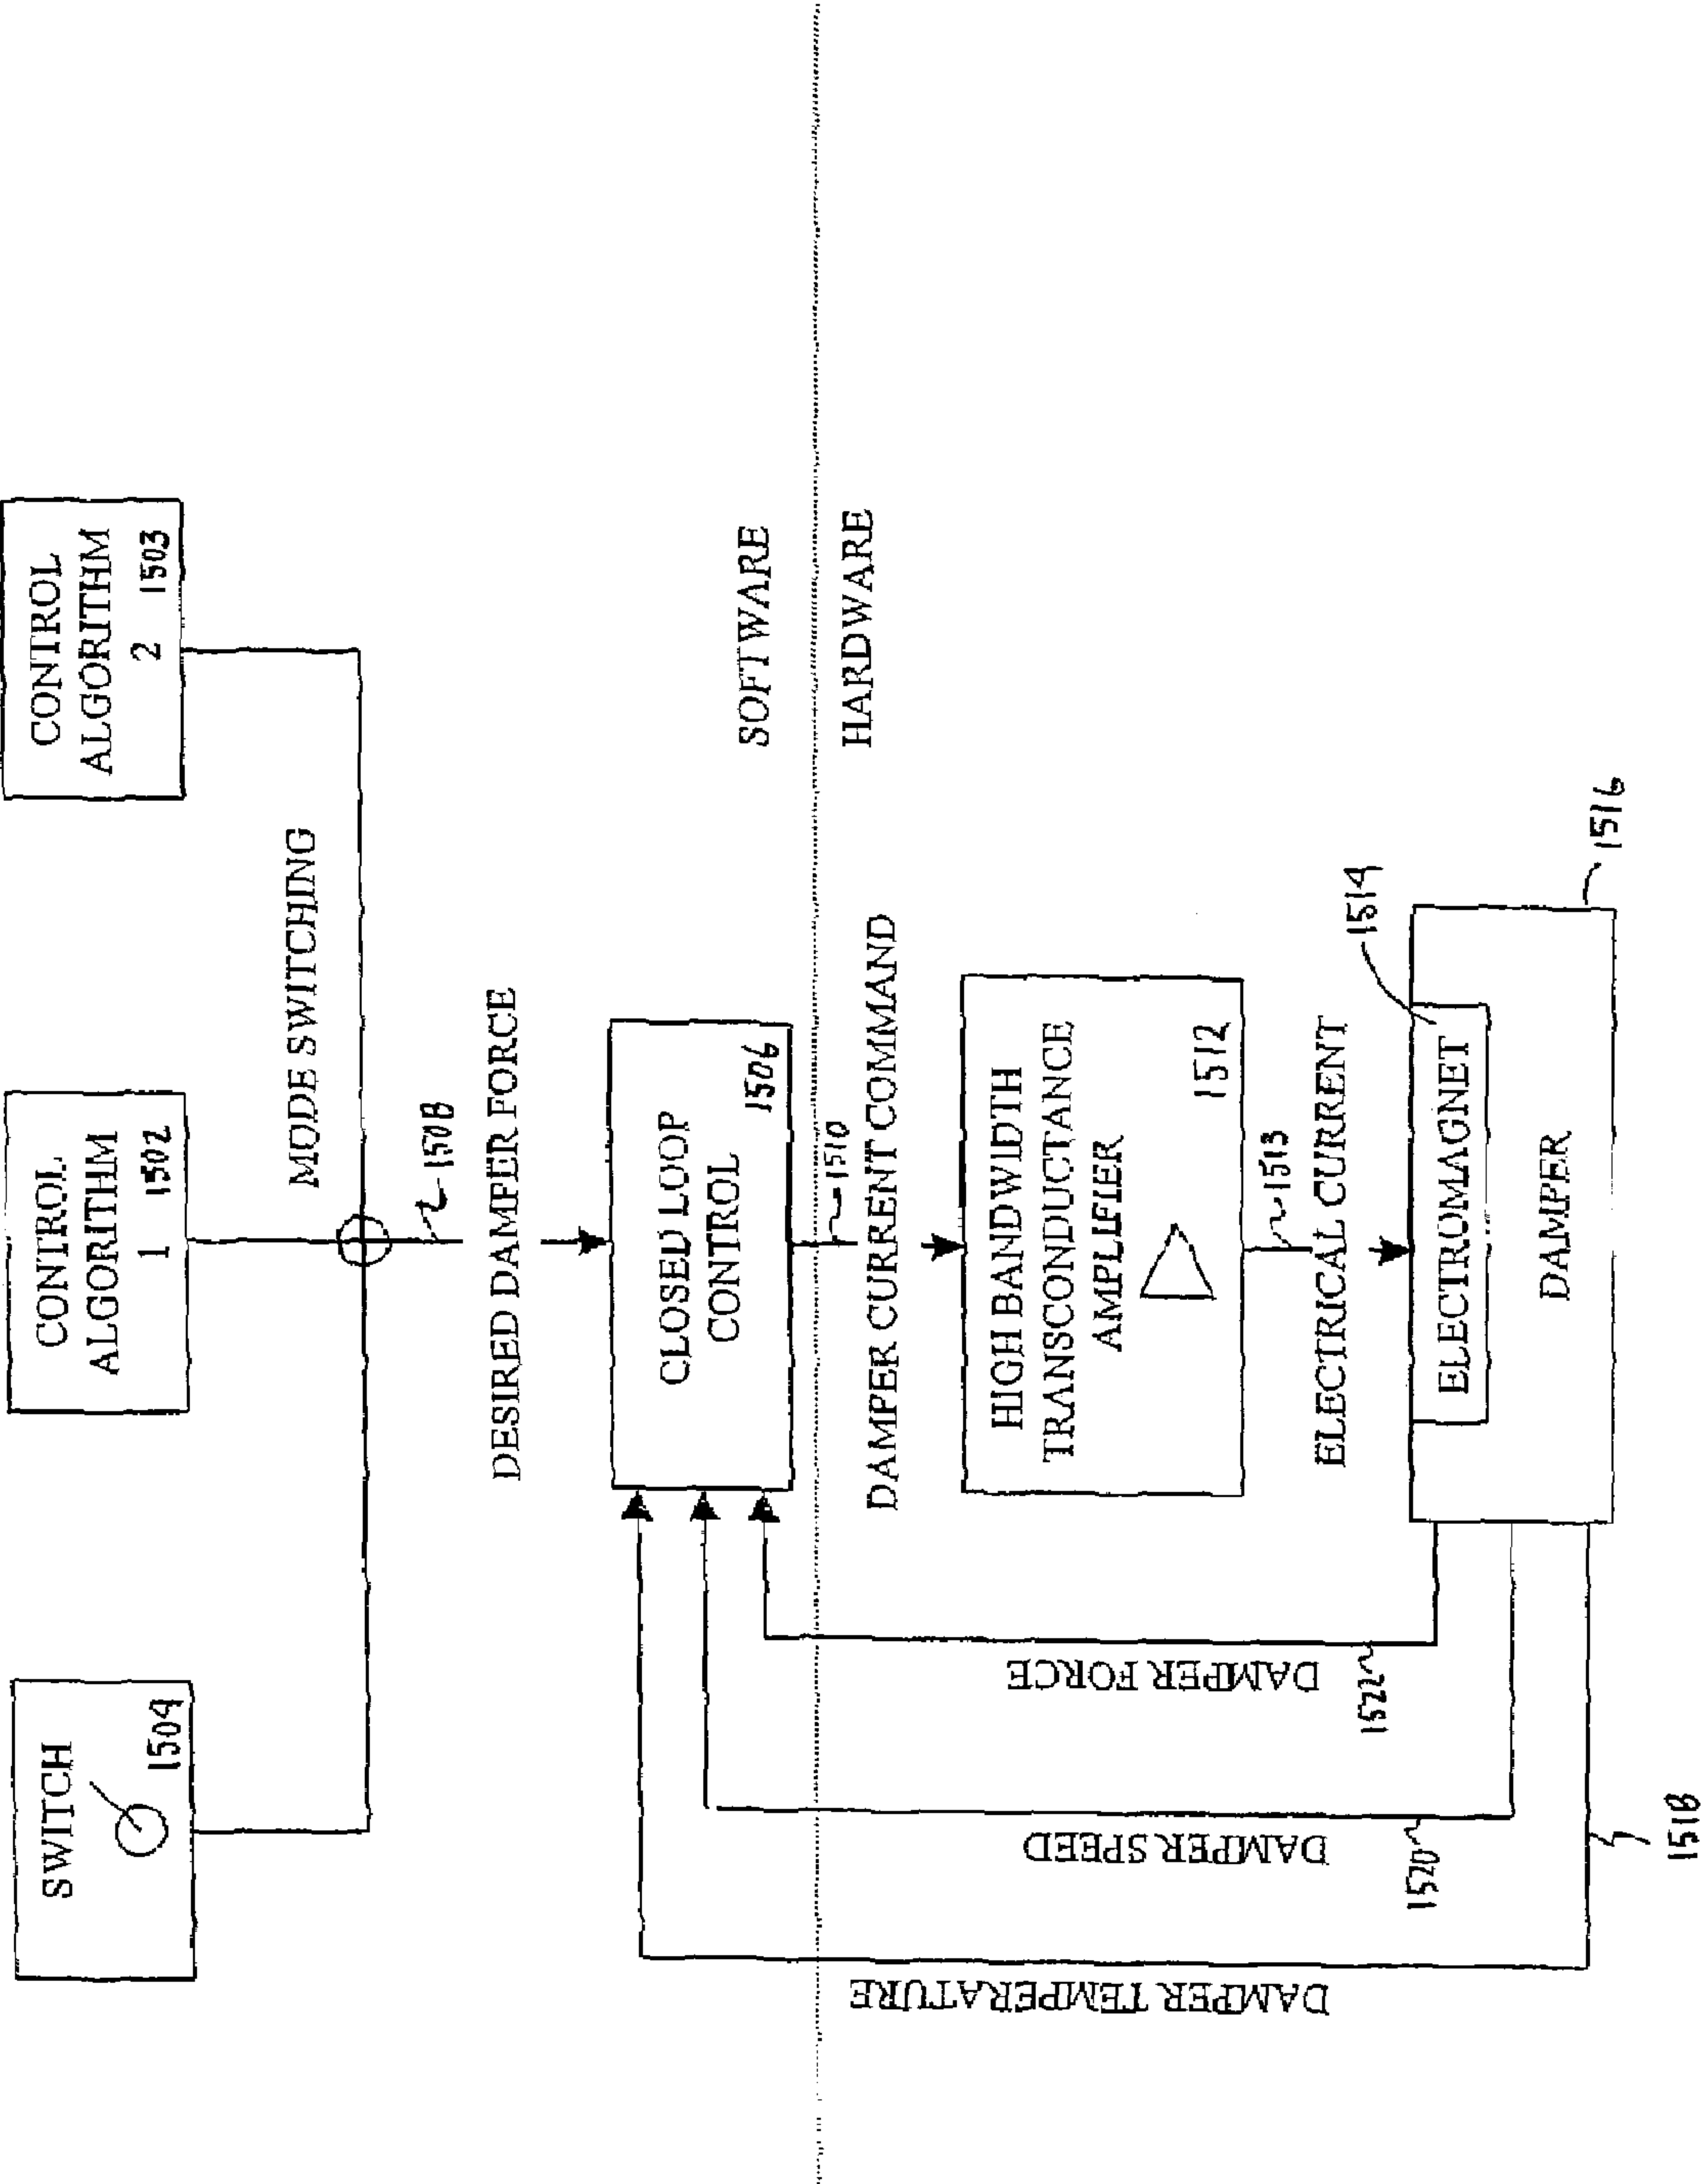 SWITCH
1504
CONTROL
ALGORITHM
1 1502
CONTROL
ALGORITHM
2 1503
MODE SWITCHING
1508
DESIRED DAMPER FORCE
CLOSED LOOP
CONTROL
1506
SOFTWARE
HARDWARE
1510
DAMPER CURRENT COMMAND
HIGH BANDWIDTH
TRANSCONDUCTANCE
AMPLIFIER
1512
1513
ELECTRICAL CURRENT
ELECTROMAGNET
1514
DAMPER
1516
DAMPER FORCE
1522
DAMPER SPEED
1520
DAMPER TEMPERATURE
1518